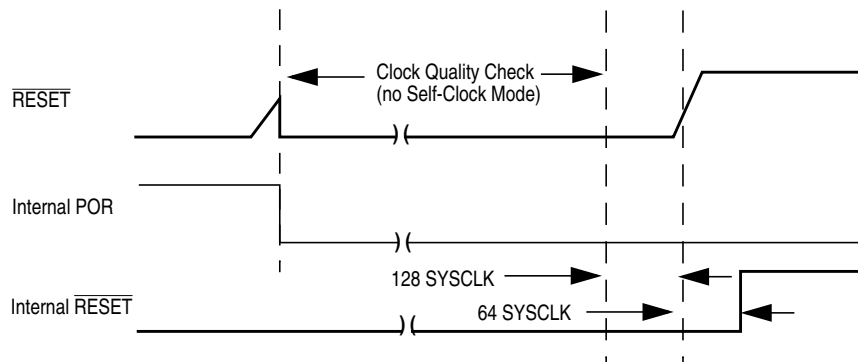 Clock Quality Check
(no Self-Clock Mode)
RESET
Internal POR
128 SYSCLK
Internal RESET
64 SYSCLK